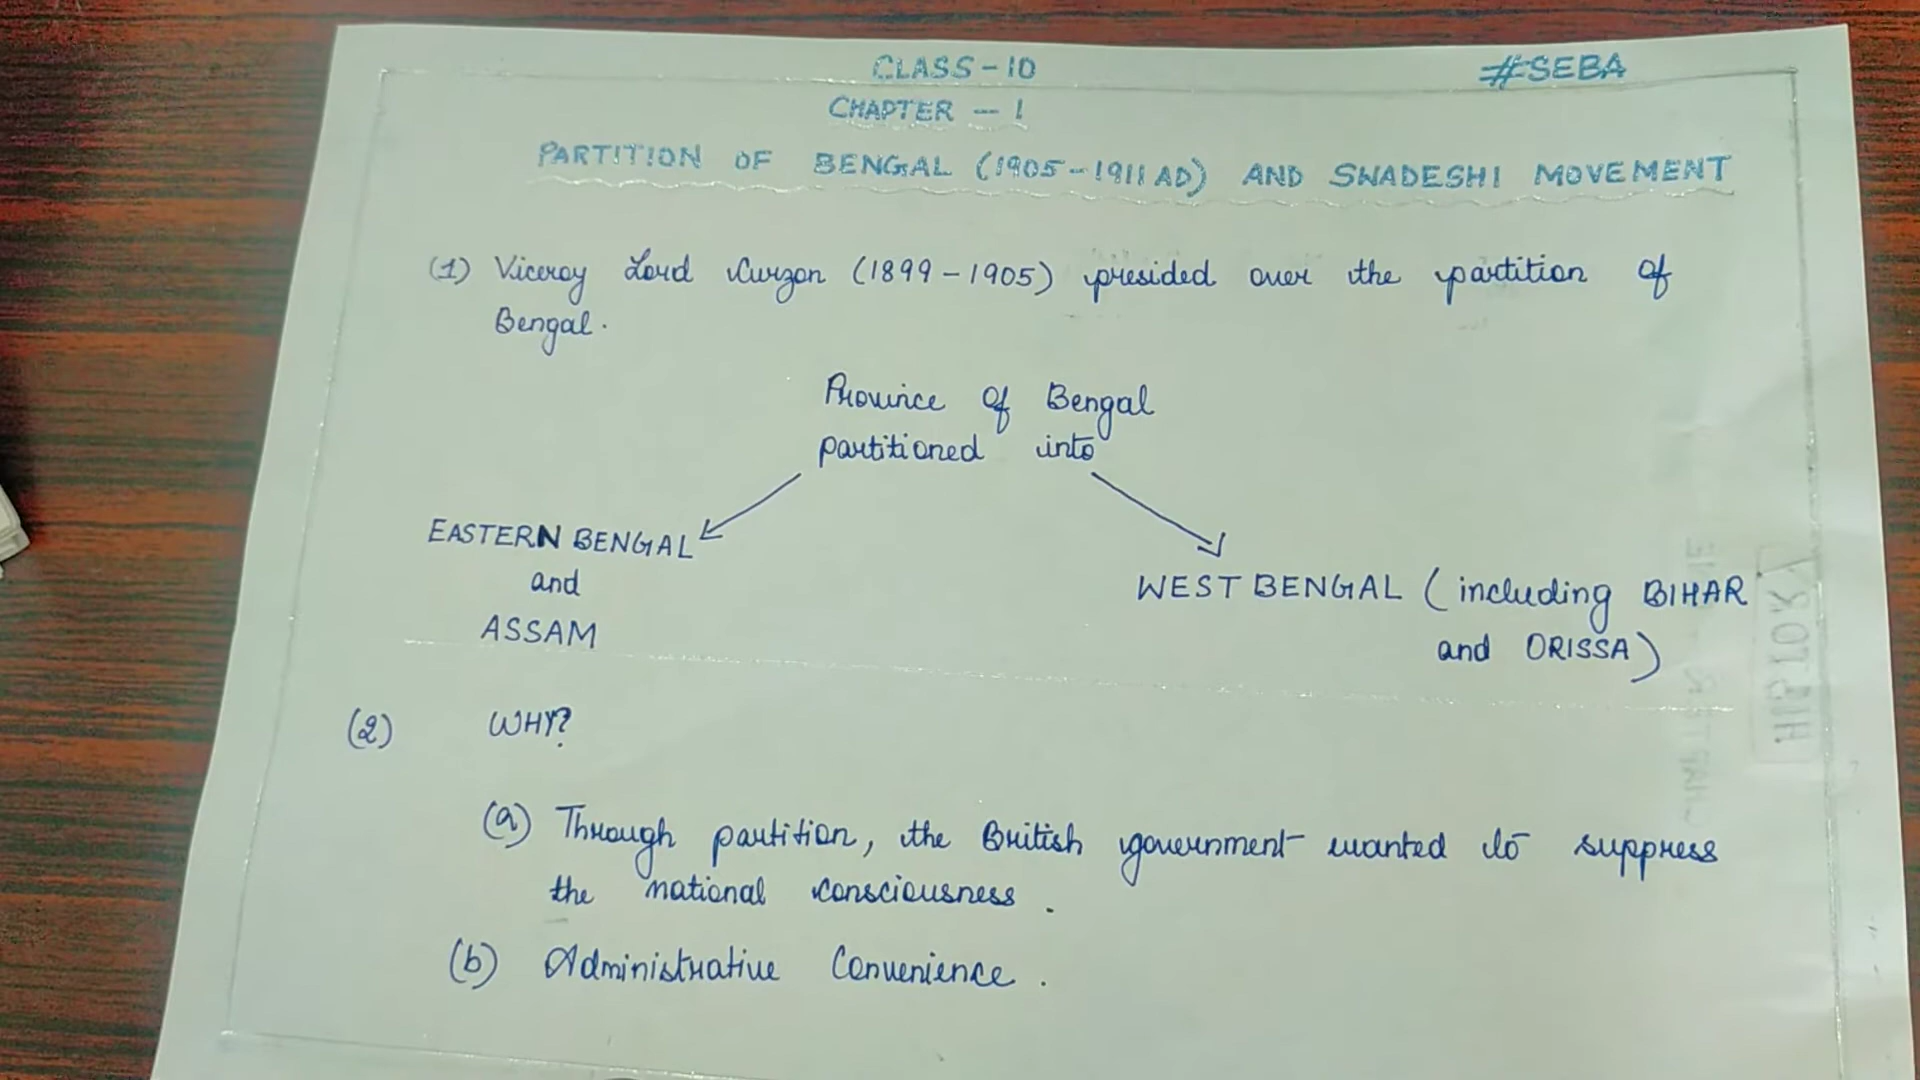 CLASS-10
#SEBA
CHAPTER - 1
PARTITION OF BENGAL (1905-1911 AD) AND SWADESHI MOVEMENT
(1) Viceroy Lord Curzon (1899-1905) presided over the partition of
Bengal.
Province of Bengal
partitioned into
EASTERN BENGAL
and
ASSAM
WEST BENGAL (including BIHAR
and ORISSA)
(2) WHY?
(a) Through partition, the British government wanted to suppress
the national consciousness.
(b) Administrative Convenience.
HISTORY